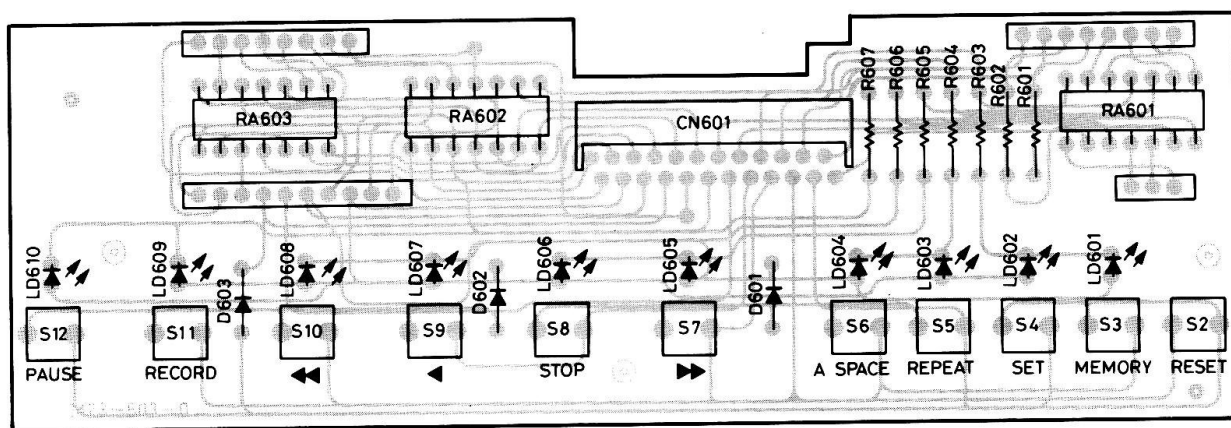 R607 R606 R605 R604 R603 R602 R601
RA603 RA602 CN601 RA601
LD610 LD609 D603 LD608 LD607 D602 LD606 LD605 D601 LD604 LD603 LD602 LD601
S12 S11 S10 S9 S8 S7 S6 S5 S4 S3 S2
PAUSE RECORD ◀◀ ◀ STOP ▶▶ A SPACE REPEAT SET MEMORY RESET